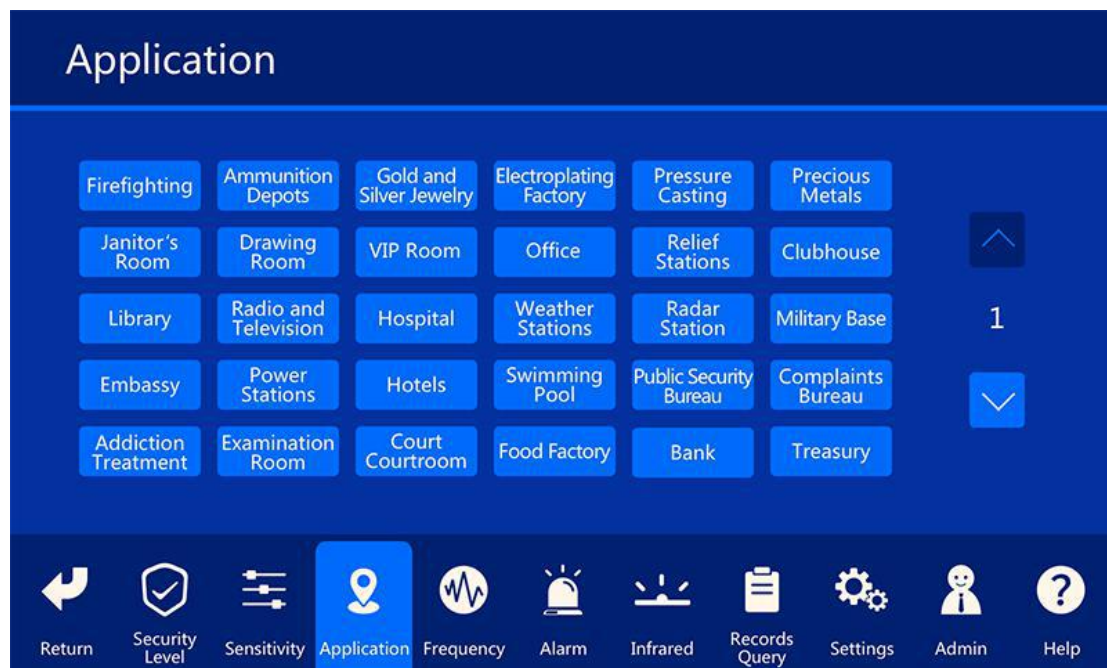 Application
Firefighting
Ammunition
Depots
Gold and
Silver Jewelry
Electroplating
Factory
Pressure
Casting
Precious
Metals
Janitor's
Room
Drawing
Room
VIP Room
Office
Relief
Stations
Clubhouse
Library
Radio and
Television
Hospital
Weather
Stations
Radar
Station
Military Base
1
Embassy
Power
Stations
Hotels
Swimming
Pool
Public Security
Bureau
Complaints
Bureau
Addiction
Treatment
Examination
Room
Court
Courtroom
Food Factory
Bank
Treasury
Return
Security
Level
Sensitivity
Application
Frequency
Alarm
Infrared
Records
Query
Settings
Admin
?
Help